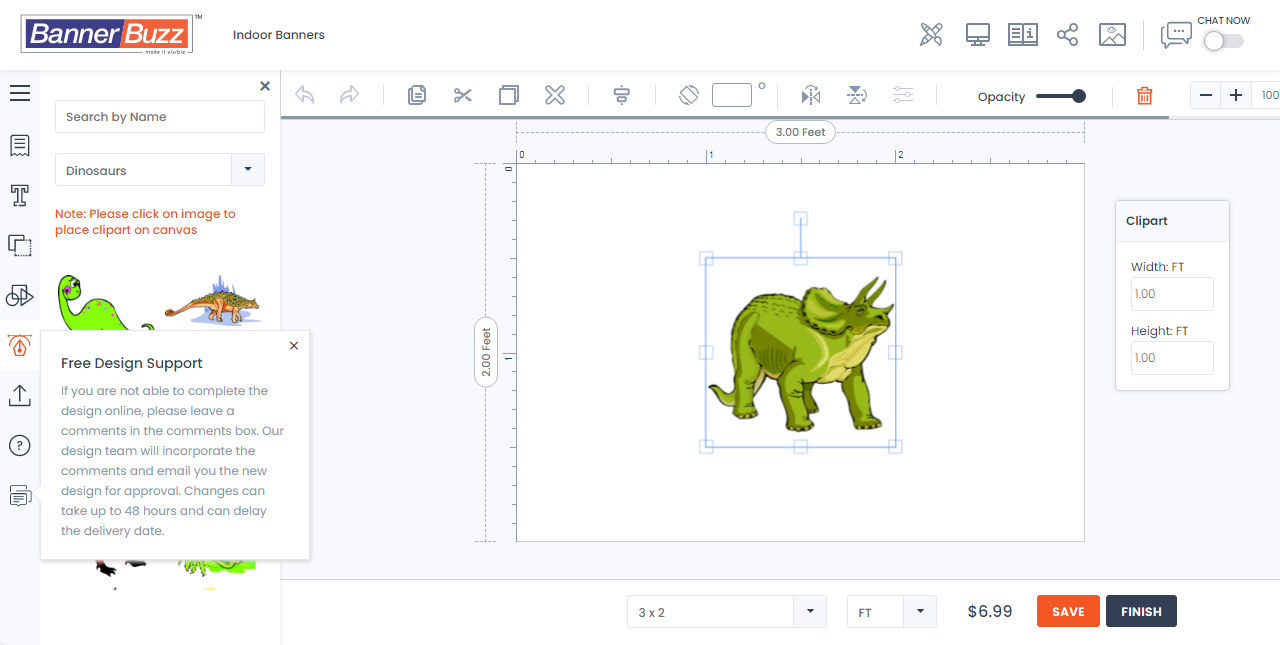 BannerBuzz™
make it visible
Indoor Banners
CHAT NOW
Search by Name
Dinosaurs
Note: Please click on image to
place clipart on canvas
Free Design Support
If you are not able to complete the
design online, please leave a
comments in the comments box. Our
design team will incorporate the
comments and email you the new
design for approval. Changes can
take up to 48 hours and can delay
the delivery date.
Opacity
100
3.00 Feet
0
1
2
0
1
2.00 Feet
Clipart
Width: FT
1.00
Height: FT
1.00
3 x 2
FT
$6.99
SAVE
FINISH